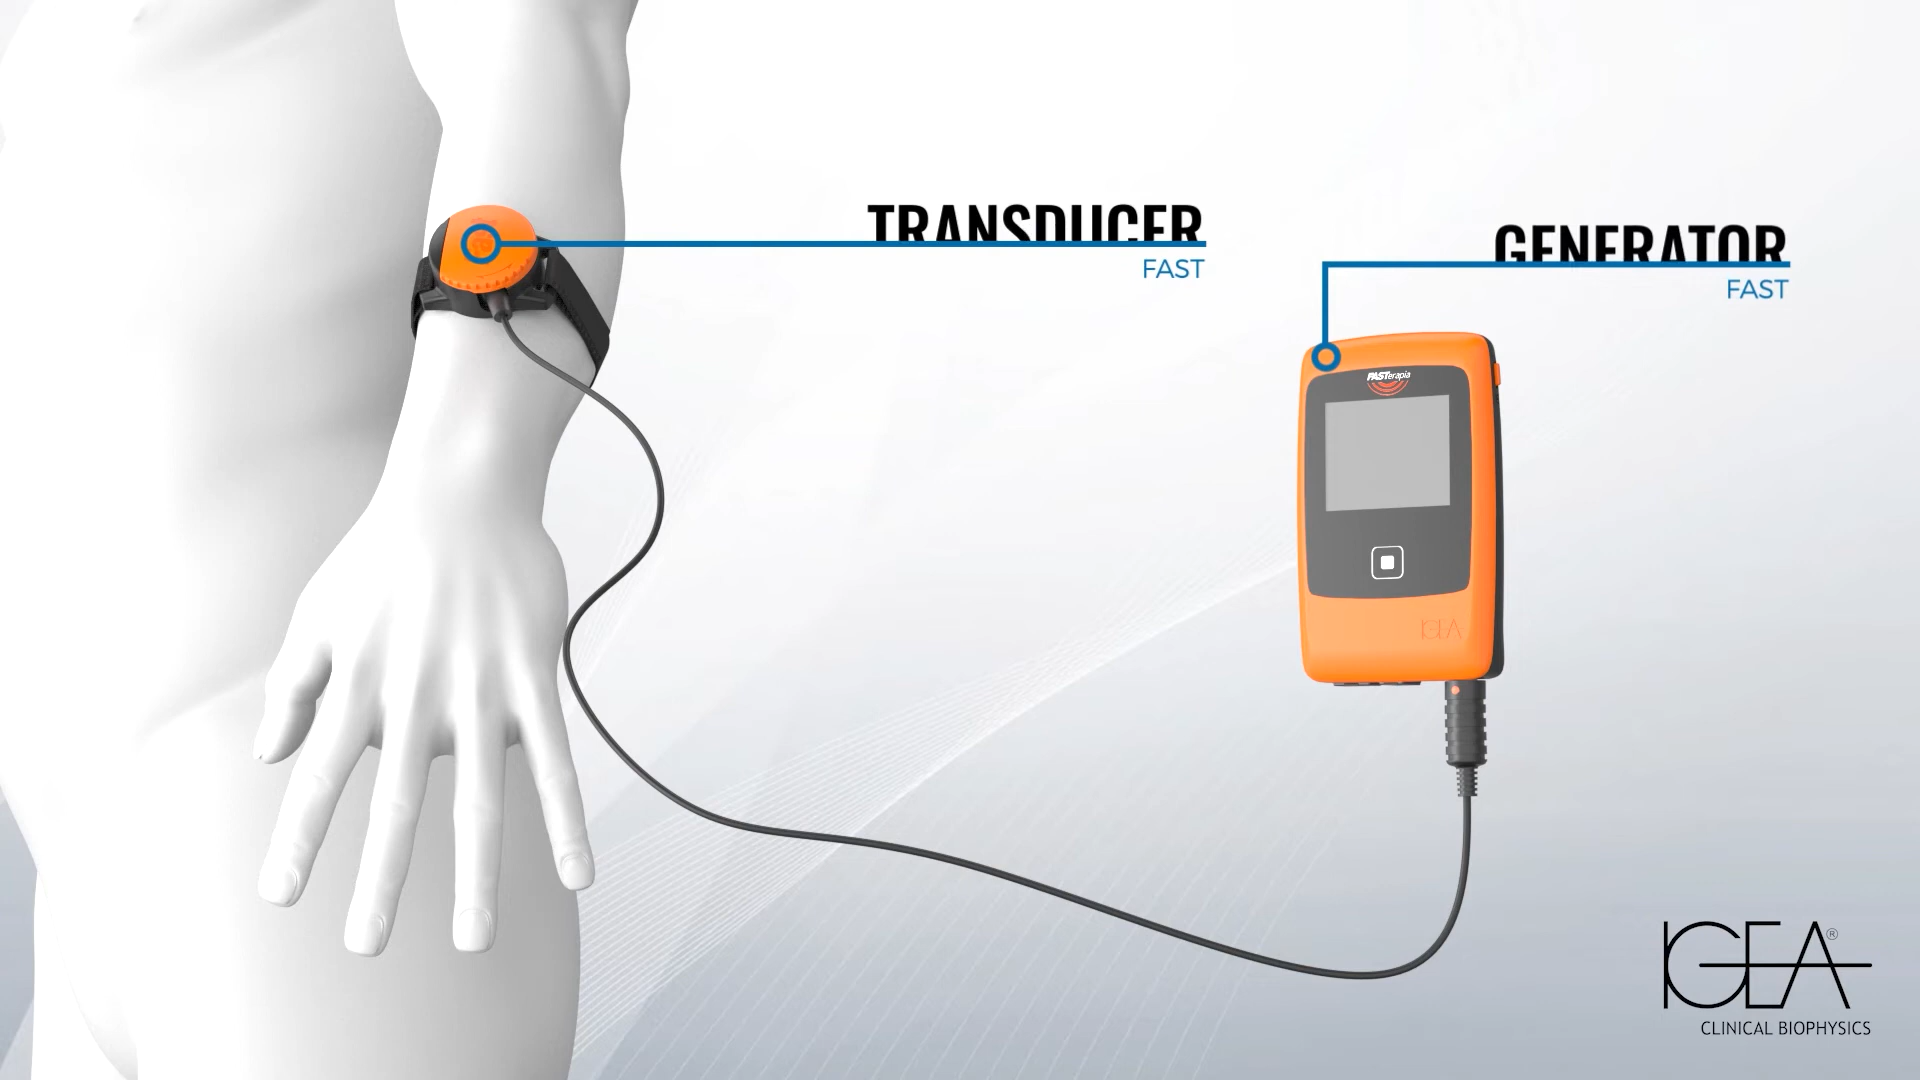 TRANSDUCER
FAST
GENERATOR
FAST
FASTerapia
IGEA
IGEA®
CLINICAL BIOPHYSICS